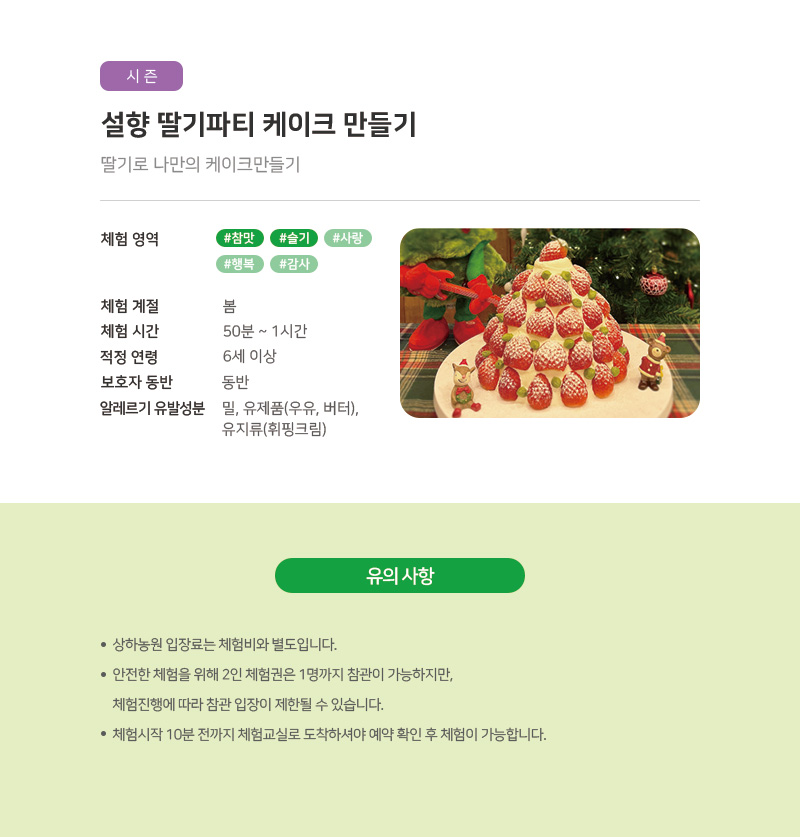 시 즌
설향 딸기파티 케이크 만들기
딸기로 나만의 케이크만들기
체험 영역 #참맛 #슬기 #사랑
#행복 #감사
체험 계절 봄
체험 시간 50분 ~ 1시간
적정 연령 6세 이상
보호자 동반 동반
알레르기 유발성분 밀, 유제품(우유, 버터),
유지류(휘핑크림)
유의 사항
• 상하농원 입장료는 체험비와 별도입니다.
• 안전한 체험을 위해 2인 체험권은 1명까지 참관이 가능하지만,
체험진행에 따라 참관 입장이 제한될 수 있습니다.
• 체험시작 10분 전까지 체험교실로 도착하셔야 예약 확인 후 체험이 가능합니다.